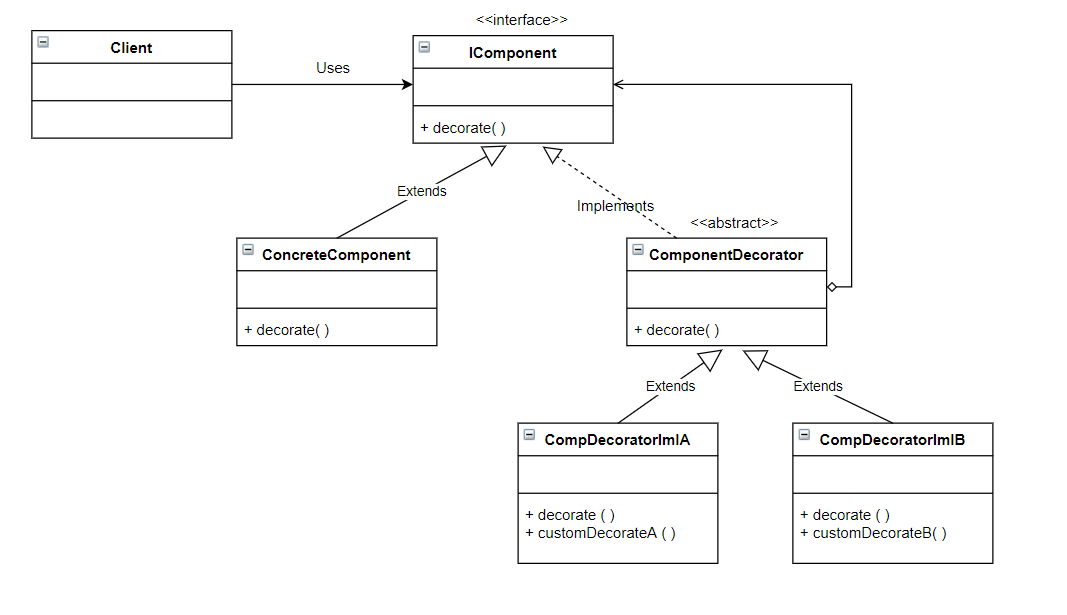 <<interface>>
Client
IComponent
Uses
+ decorate( )
Extends
Implements
<<abstract>>
ConcreteComponent
ComponentDecorator
+ decorate( )
+ decorate( )
Extends
Extends
CompDecoratorImlA
CompDecoratorImlB
+ decorate ( )
+ customDecorateA ( )
+ decorate ( )
+ customDecorateB( )